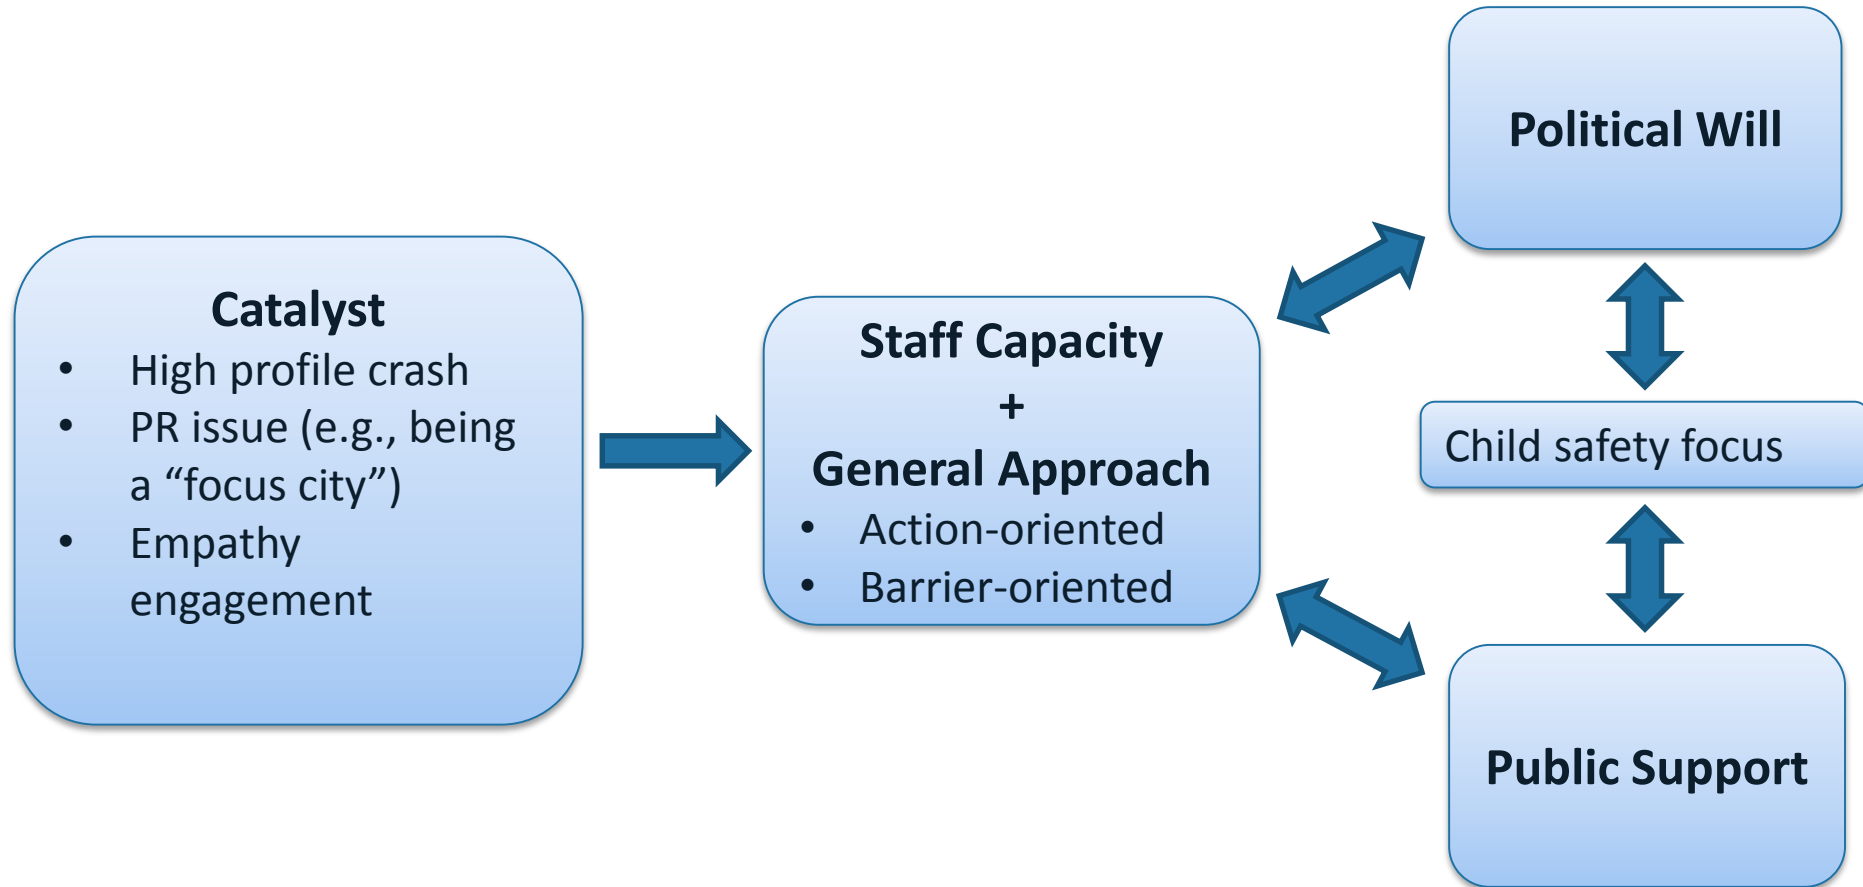 Catalyst
• High profile crash
• PR issue (e.g., being
a “focus city”)
• Empathy
engagement
Staff Capacity
+
General Approach
• Action-oriented
• Barrier-oriented
Political Will
Child safety focus
Public Support